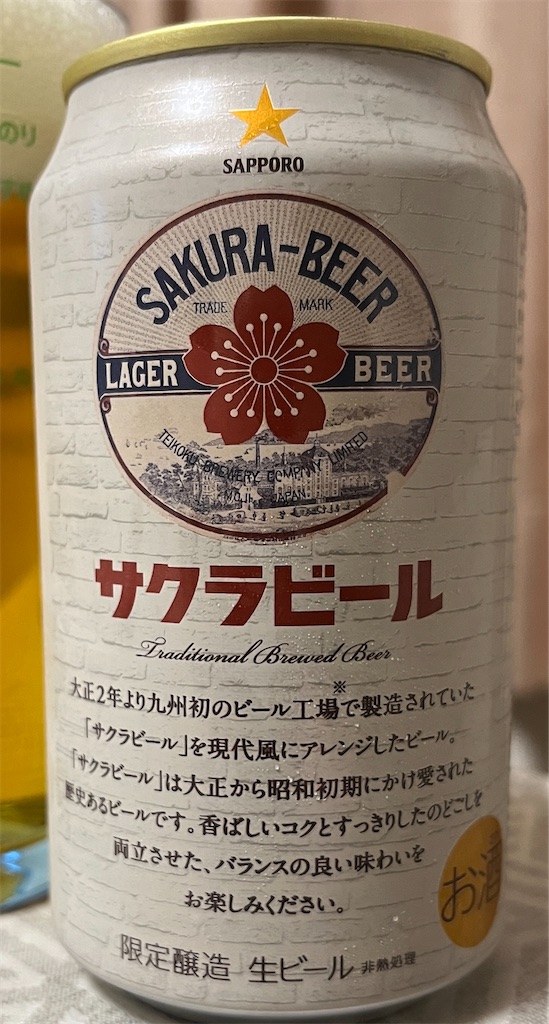 SAPPORO
SAKURA-BEER
TRADE MARK
LAGER BEER
TEIKOKU BREWERY COMPANY LIMITED
MOJI JAPAN
サクラビール
Traditional Brewed Beer
※
大正2年より九州初のビール工場で製造されていた
「サクラビール」を現代風にアレンジしたビール。
「サクラビール」は大正から昭和初期にかけ愛された
歴史あるビールです。香ばしいコクとすっきりしたのどごしを
両立させた、バランスの良い味わいを
お楽しみください。
お酒
限定醸造 生ビール 非熱処理
のり